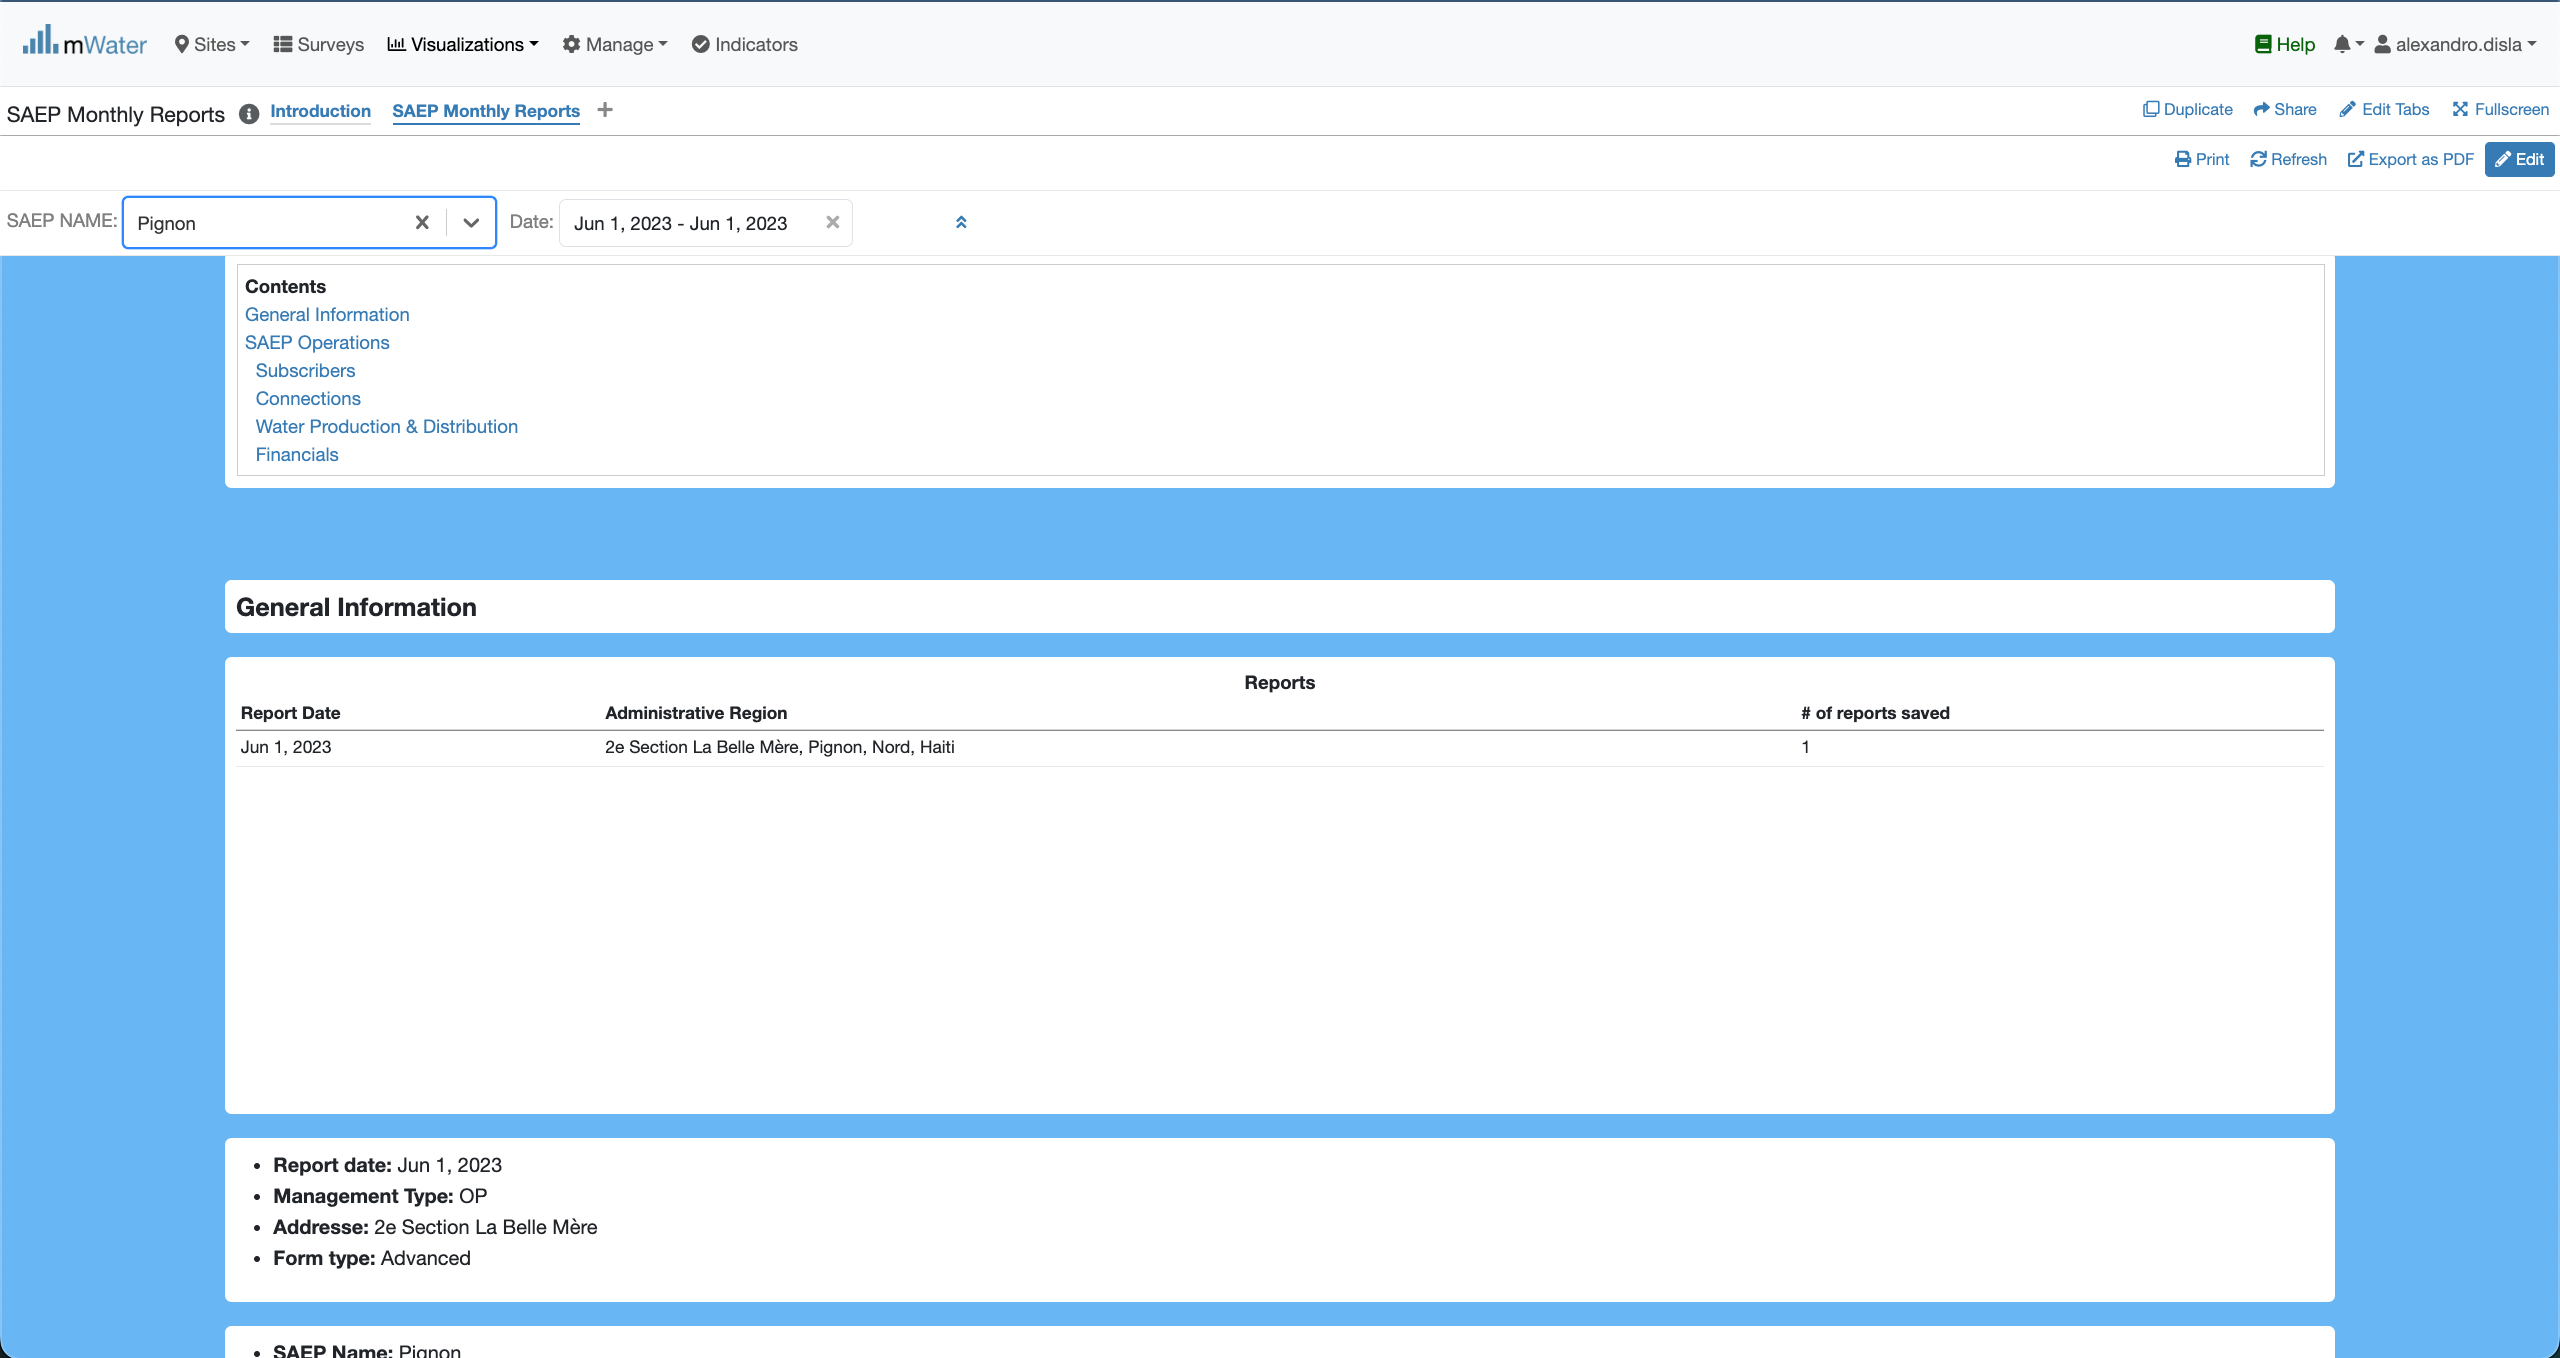 mWater Sites Surveys Visualizations Manage Indicators Help alexandro.disla
SAEP Monthly Reports Introduction SAEP Monthly Reports Duplicate Share Edit Tabs Fullscreen
Print Refresh Export as PDF Edit
SAEP NAME: Pignon Date: Jun 1, 2023 - Jun 1, 2023
Contents
General Information
SAEP Operations
Subscribers
Connections
Water Production & Distribution
Financials
General Information
Reports
Report Date Administrative Region # of reports saved
Jun 1, 2023 2e Section La Belle Mère, Pignon, Nord, Haiti 1
Report date: Jun 1, 2023
Management Type: OP
Addresse: 2e Section La Belle Mère
Form type: Advanced
SAEP Name: Pignon